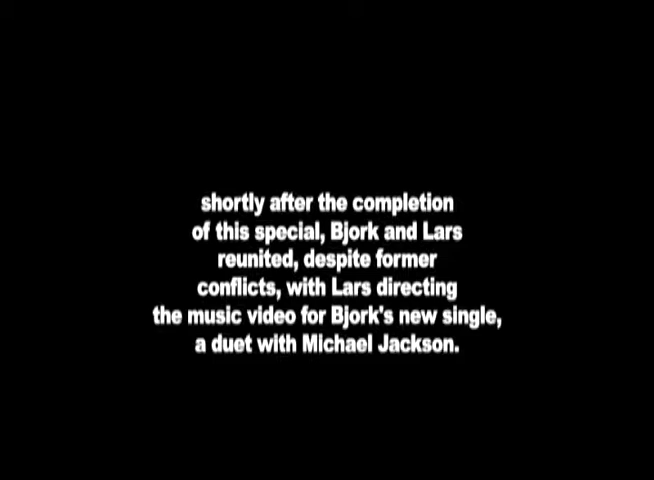 shortly after the completion
of this special, Bjork and Lars
reunited, despite former
conflicts, with Lars directing
the music video for Bjork's new single,
a duet with Michael Jackson.